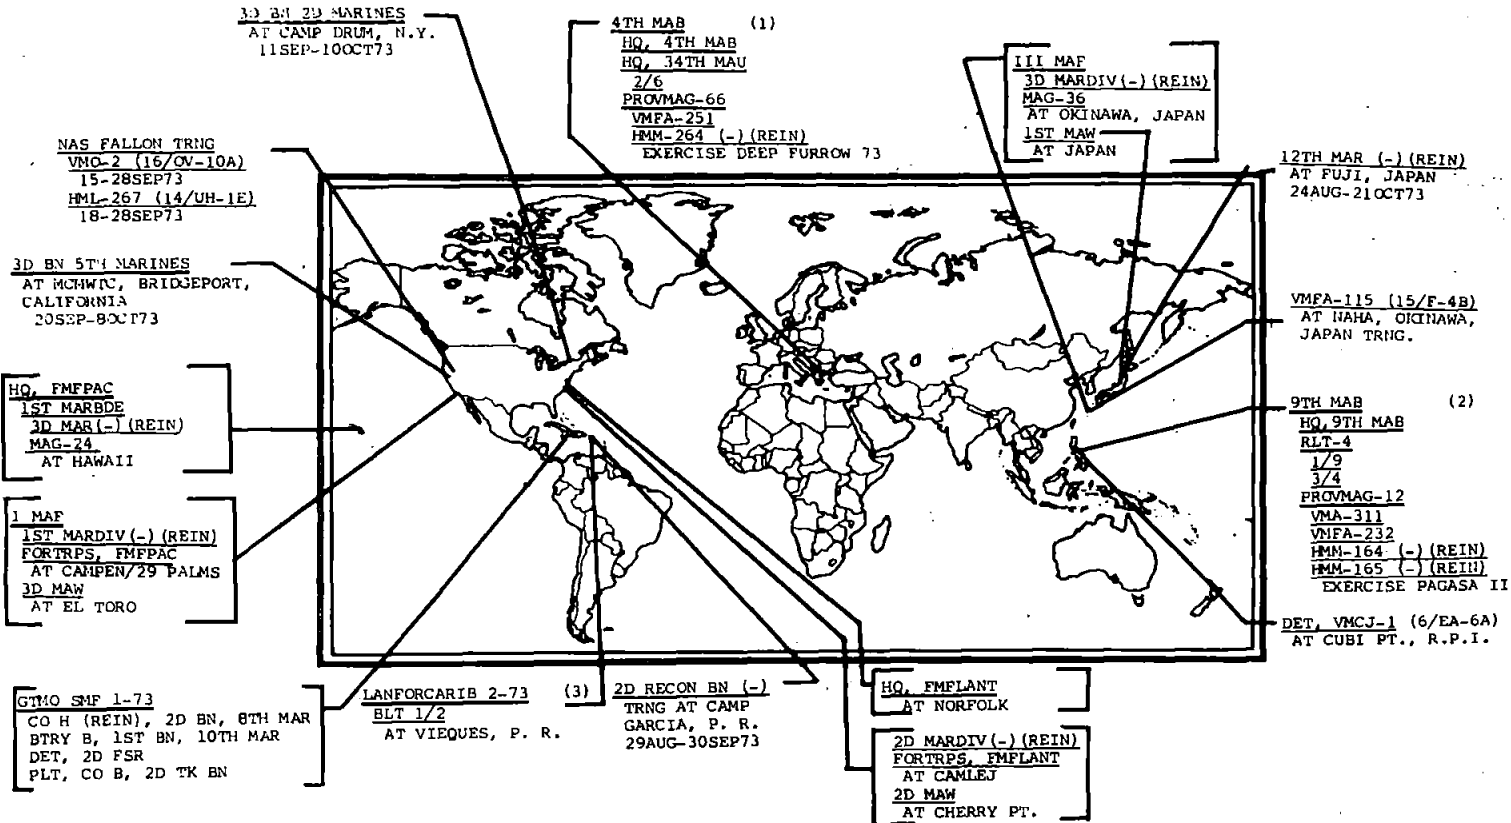 3D BN 2D MARINES
AT CAMP DRUM, N.Y.
11SEP-10OCT73
4TH MAB (1)
HQ, 4TH MAB
HQ, 34TH MAU
2/6
PROVMAG-66
VMFA-251
HMM-264 (-) (REIN)
EXERCISE DEEP FURROW 73
III MAF
3D MARDIV(-) (REIN)
MAG-36
AT OKINAWA, JAPAN
1ST MAW
AT JAPAN
12TH MAR (-) (REIN)
AT FUJI, JAPAN
24AUG-21OCT73
NAS FALLON TRNG
VMO-2 (16/OV-10A)
15-28SEP73
HML-267 (14/UH-1E)
18-28SEP73
3D BN 5TH MARINES
AT MCMWTC, BRIDGEPORT,
CALIFORNIA
20SEP-8OCT73
VMFA-115 (15/F-4B)
AT NAHA, OKINAWA,
JAPAN TRNG.
HQ, FMFPAC
1ST MARBDE
3D MAR(-) (REIN)
MAG-24
AT HAWAII
9TH MAB (2)
HQ, 9TH MAB
RLT-4
1/9
3/4
PROVMAG-12
VMA-311
VMFA-232
HMM-164 (-) (REIN)
HMM-165 (-) (REIN)
EXERCISE PAGASA II
I MAF
1ST MARDIV(-) (REIN)
FORTRPS, FMFPAC
AT CAMPEN/29 PALMS
3D MAW
AT EL TORO
DET, VMCJ-1 (6/EA-6A)
AT CUBI PT., R.P.I.
GTMO SMF 1-73
CO H (REIN), 2D BN, 8TH MAR
BTRY B, 1ST BN, 10TH MAR
DET, 2D FSR
PLT, CO B, 2D TK BN
LANFORCARIB 2-73 (3)
BLT 1/2
AT VIEQUES, P. R.
2D RECON BN (-)
TRNG AT CAMP
GARCIA, P. R.
29AUG-30SEP73
HQ, FMFLANT
AT NORFOLK
2D MARDIV(-) (REIN)
FORTRPS, FMFLANT
AT CAMLEJ
2D MAW
AT CHERRY PT.